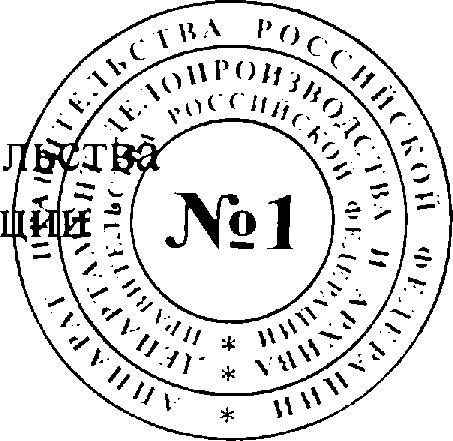 АППАРАТ ПРАВИТЕЛЬСТВА РОССИЙСКОЙ ФЕДЕРАЦИИ *
ДЕПАРТАМЕНТ ДЕЛОПРОИЗВОДСТВА И АРХИВА *
ПРАВИТЕЛЬСТВА РОССИЙСКОЙ ФЕДЕРАЦИИ *
№1
льства
ции